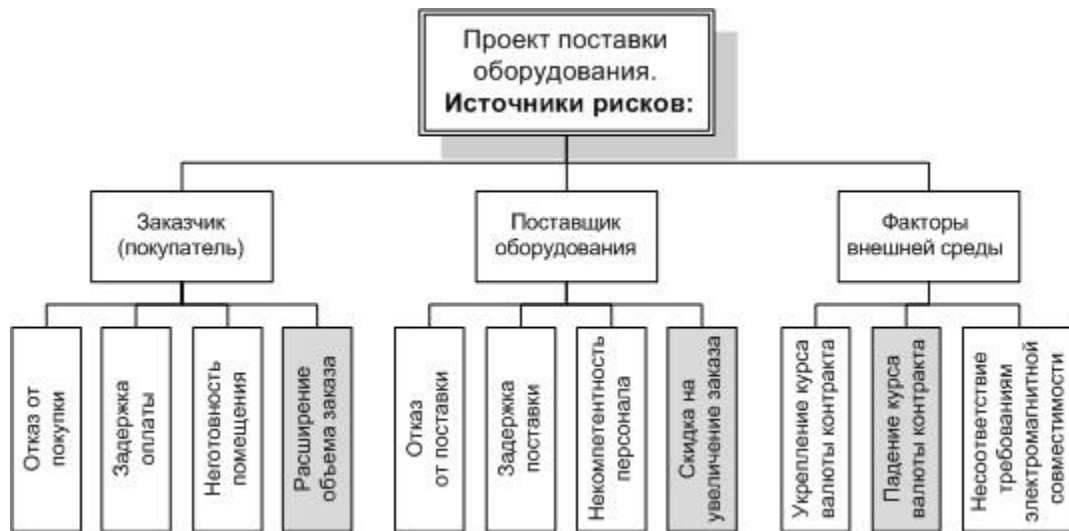 Проект поставки
оборудования.
Источники рисков:
Заказчик
(покупатель)
Поставщик
оборудования
Факторы
внешней среды
Отказ от
покупки
Задержка
оплаты
Неготовность
помещения
Расширение
объема заказа
Отказ
от поставки
Задержка
поставки
Некомпетентность
персонала
Скидка на
увеличение заказа
Укрепление курса
валюты контракта
Падение курса
валюты контракта
Несоответствие
требованиям
электромагнитной
совместимости